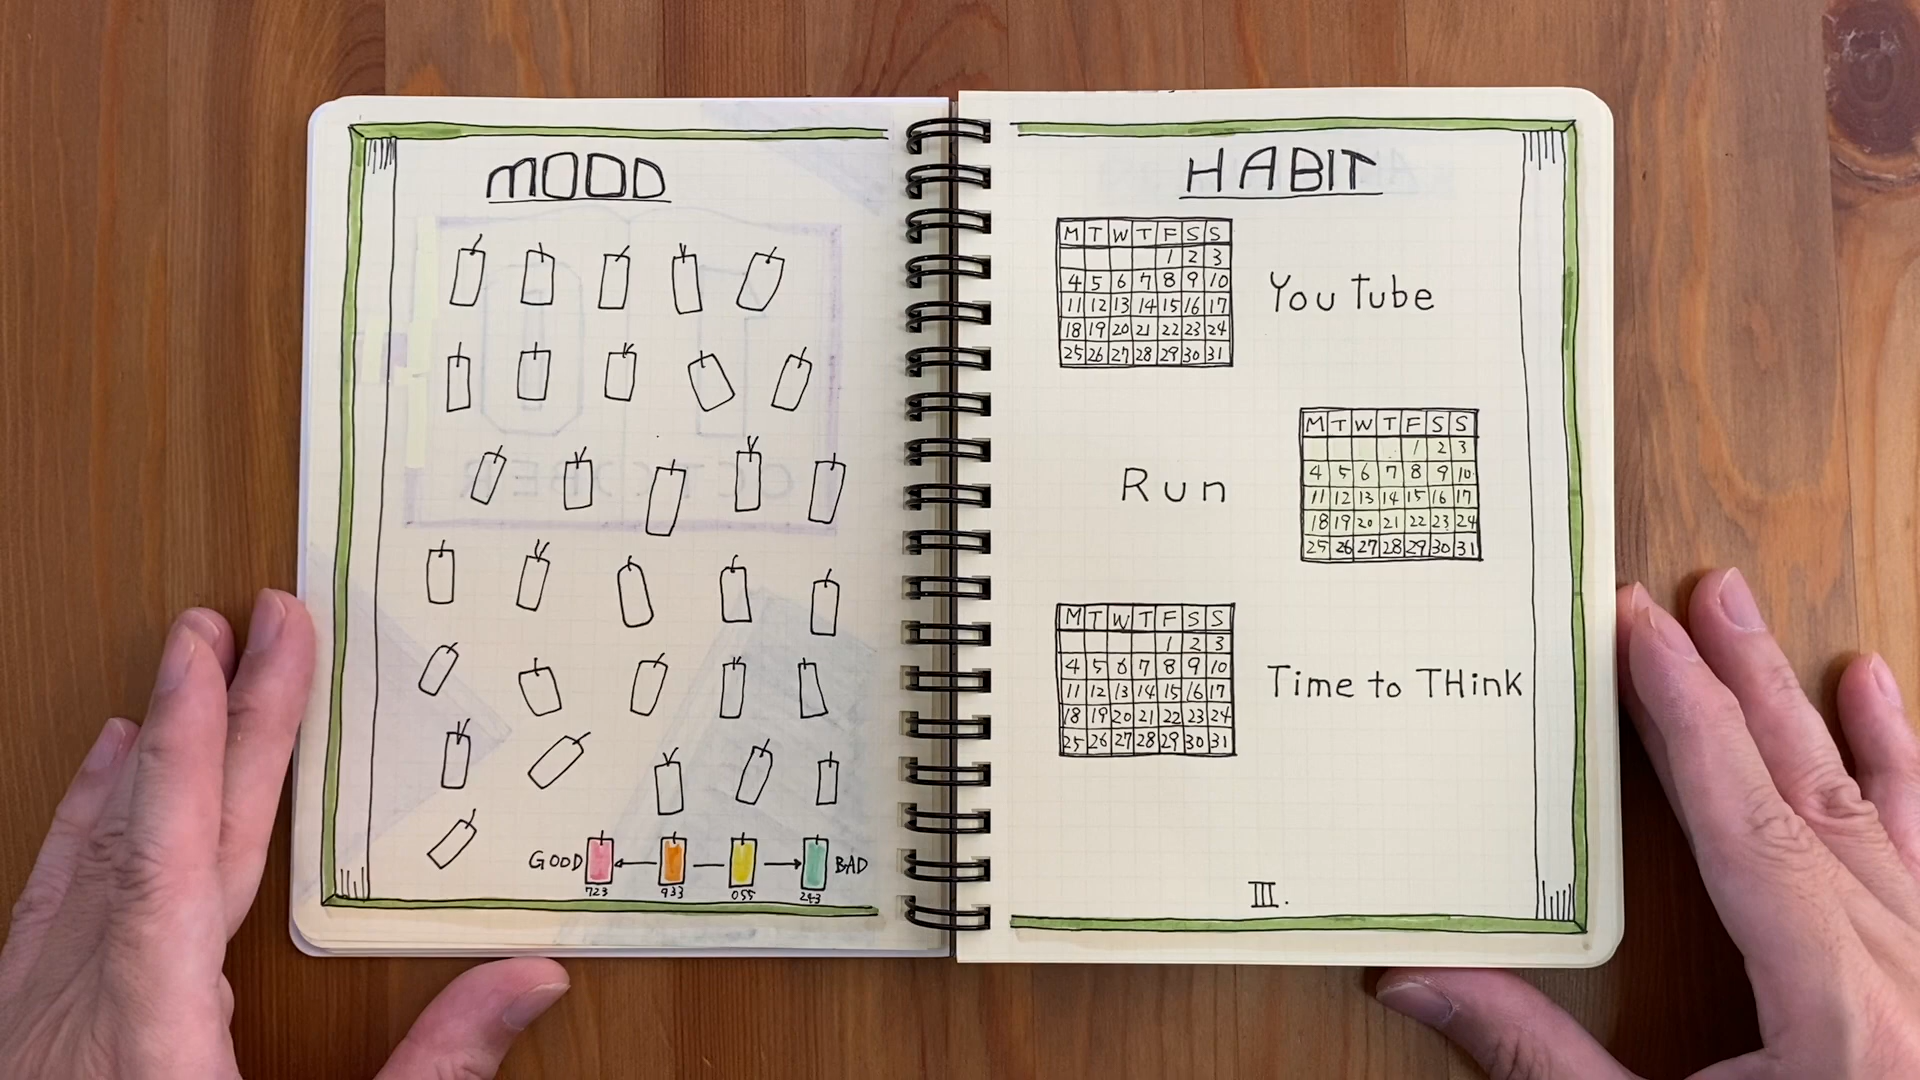 MOOD
GOOD BAD
723 933 055 243
HABIT
M T W T F S S
1 2 3
4 5 6 7 8 9 10
11 12 13 14 15 16 17
18 19 20 21 22 23 24
25 26 27 28 29 30 31
You Tube
M T W T F S S
1 2 3
4 5 6 7 8 9 10
11 12 13 14 15 16 17
18 19 20 21 22 23 24
25 26 27 28 29 30 31
Run
M T W T F S S
1 2 3
4 5 6 7 8 9 10
11 12 13 14 15 16 17
18 19 20 21 22 23 24
25 26 27 28 29 30 31
Time to THinK
III.